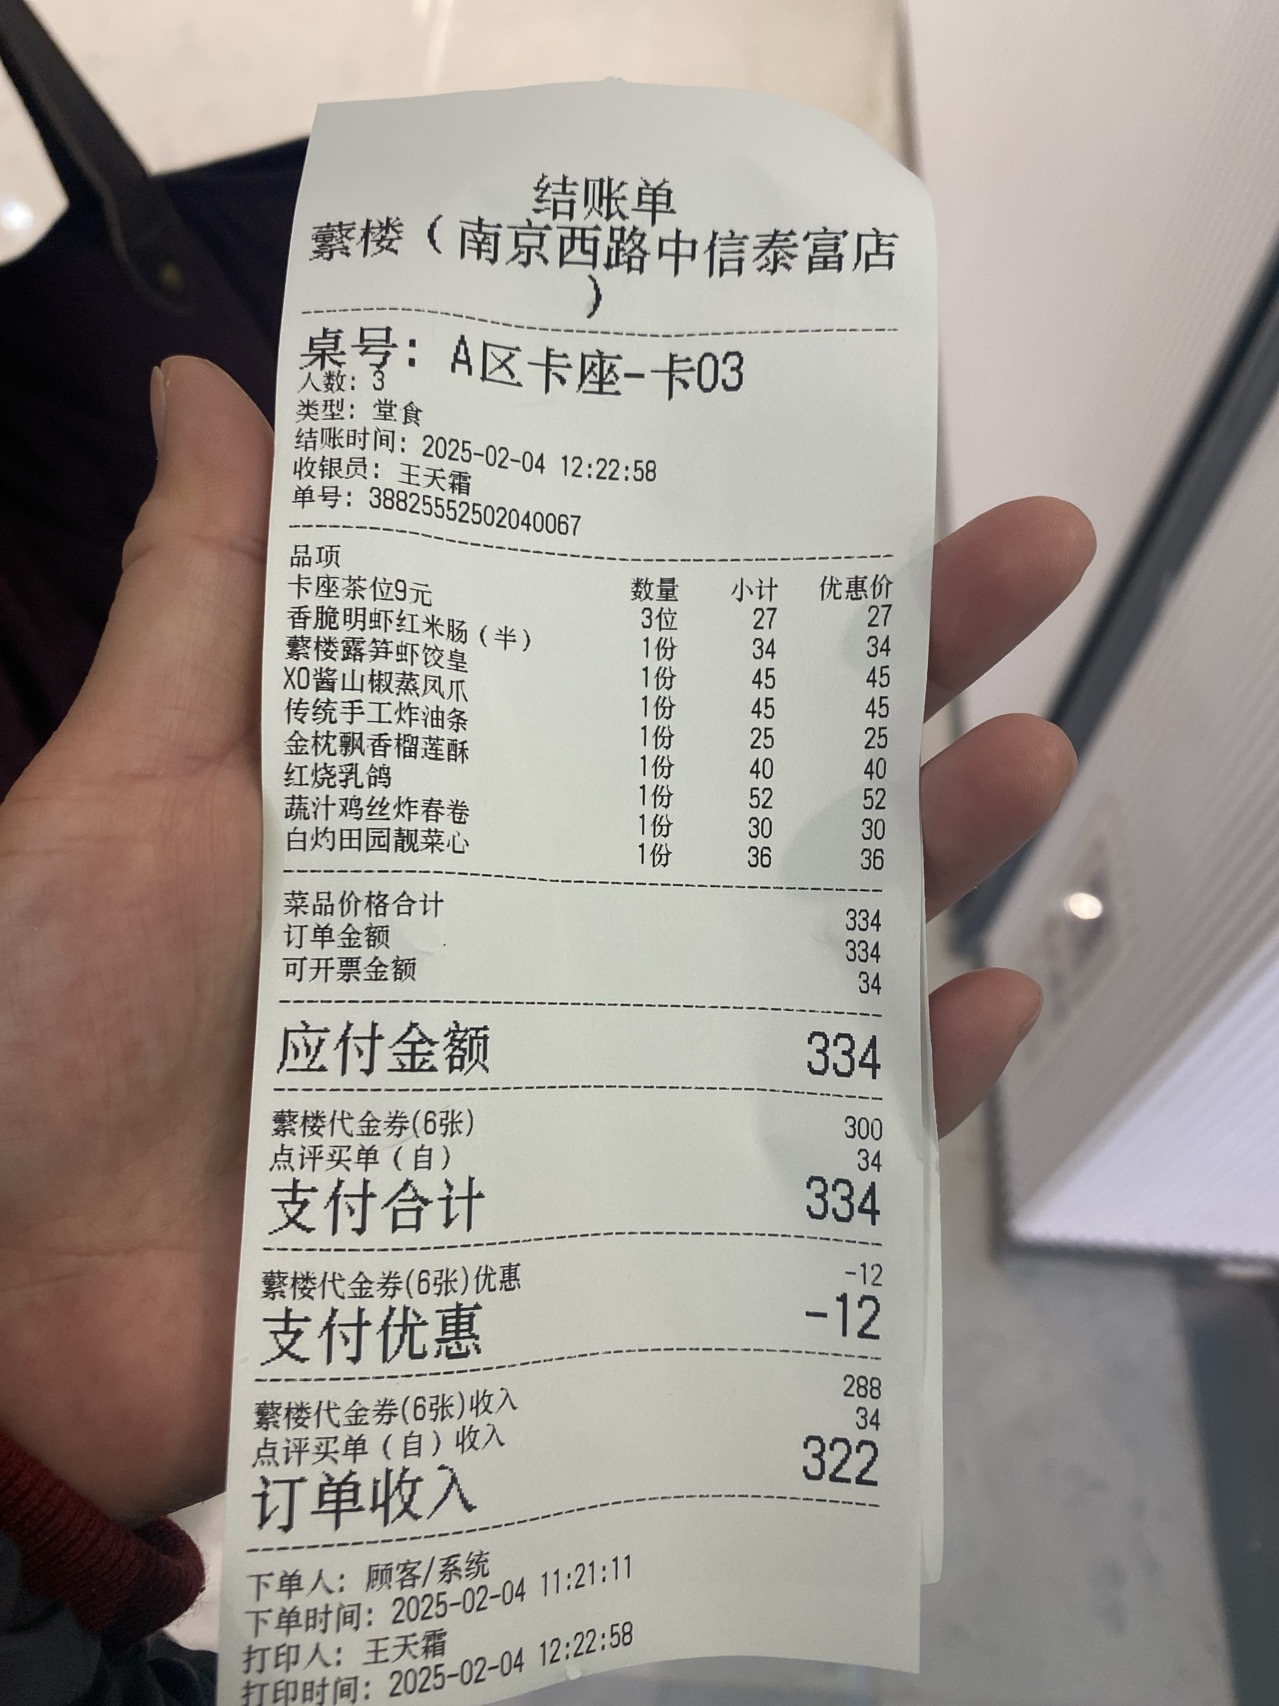 结账单
蘩楼（南京西路中信泰富店
）
桌号：A区卡座-卡03
人数：3
类型：堂食
结账时间：2025-02-04 12:22:58
收银员：王天霜
单号：38825552502040067
品项 数量 小计 优惠价
卡座茶位9元 3位 27 27
香脆明虾红米肠（半） 1份 34 34
蘩楼露笋虾饺皇 1份 45 45
XO酱山椒蒸凤爪 1份 45 45
传统手工炸油条 1份 25 25
金枕飘香榴莲酥 1份 40 40
红烧乳鸽 1份 52 52
蔬汁鸡丝炸春卷 1份 30 30
白灼田园靓菜心 1份 36 36
菜品价格合计 334
订单金额 334
可开票金额 34
应付金额 334
蘩楼代金券(6张) 300
点评买单（自） 34
支付合计 334
蘩楼代金券(6张)优惠 -12
支付优惠 -12
蘩楼代金券(6张)收入 288
点评买单（自）收入 34
订单收入 322
下单人：顾客/系统
下单时间：2025-02-04 11:21:11
打印人：王天霜
打印时间：2025-02-04 12:22:58